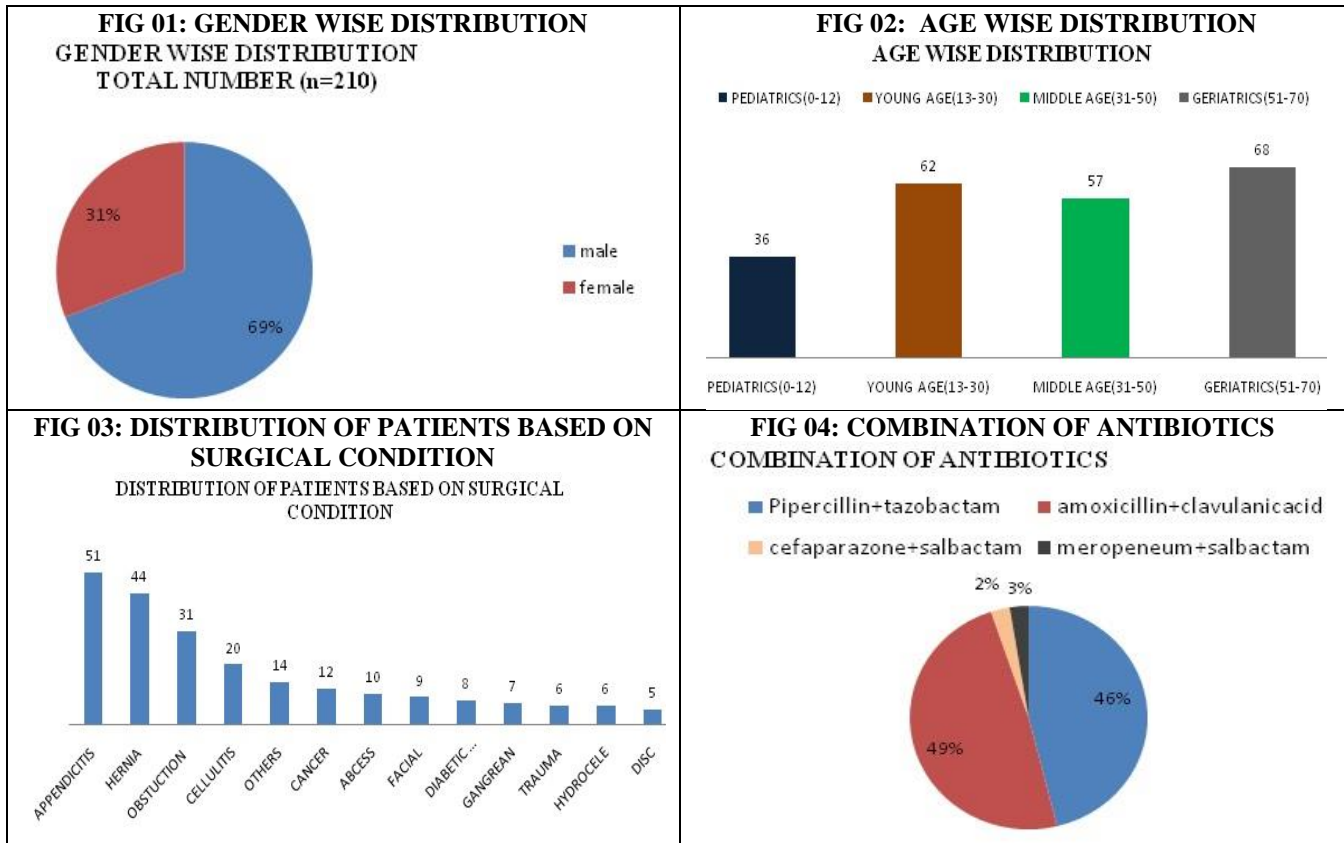 FIG 01: GENDER WISE DISTRIBUTION
GENDER WISE DISTRIBUTION
TOTAL NUMBER (n=210)
31%
69%
male
female
FIG 02: AGE WISE DISTRIBUTION
AGE WISE DISTRIBUTION
PEDIATRICS(0-12) YOUNG AGE(13-30) MIDDLE AGE(31-50) GERIATRICS(51-70)
36
62
57
68
PEDIATRICS(0-12) YOUNG AGE(13-30) MIDDLE AGE(31-50) GERIATRICS(51-70)
FIG 03: DISTRIBUTION OF PATIENTS BASED ON
SURGICAL CONDITION
DISTRIBUTION OF PATIENTS BASED ON SURGICAL
CONDITION
51
44
31
20
14
12
10
9
8
7
6
6
5
APPENDICITIS
HERNIA
OBSTUCTION
CELLULITIS
OTHERS
CANCER
ABCESS
FACIAL
DIABETIC ...
GANGREAN
TRAUMA
HYDROCELE
DISC
FIG 04: COMBINATION OF ANTIBIOTICS
COMBINATION OF ANTIBIOTICS
Pipercillin+tazobactam amoxicillin+clavulanicacid
cefaparazone+salbactam meropeneum+salbactam
2% 3%
46%
49%